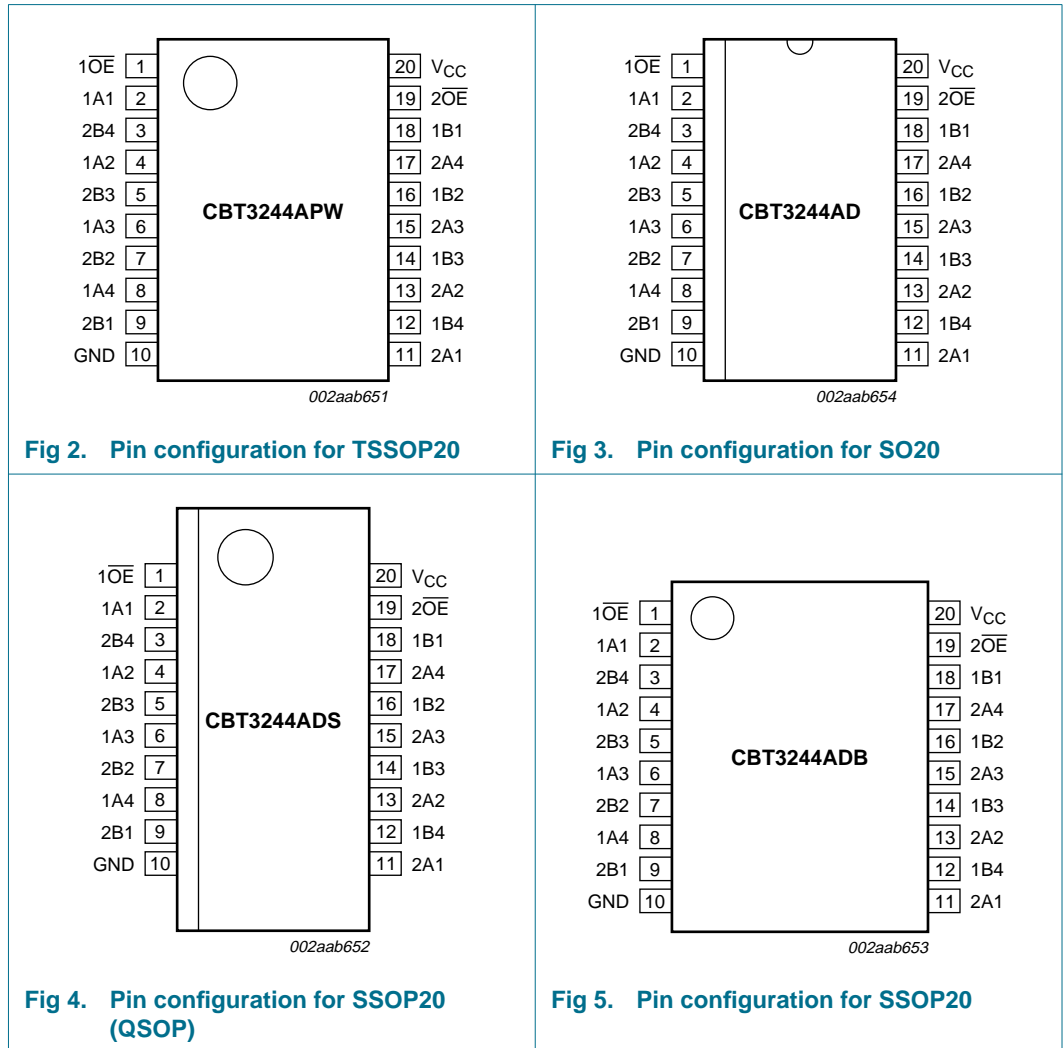 1O̅E̅ 1 20 VCC
1A1 2 19 2O̅E̅
2B4 3 18 1B1
1A2 4 17 2A4
2B3 5 16 1B2
CBT3244APW
1A3 6 15 2A3
2B2 7 14 1B3
1A4 8 13 2A2
2B1 9 12 1B4
GND 10 11 2A1
002aab651
Fig 2. Pin configuration for TSSOP20
1O̅E̅ 1 20 VCC
1A1 2 19 2O̅E̅
2B4 3 18 1B1
1A2 4 17 2A4
2B3 5 16 1B2
CBT3244AD
1A3 6 15 2A3
2B2 7 14 1B3
1A4 8 13 2A2
2B1 9 12 1B4
GND 10 11 2A1
002aab654
Fig 3. Pin configuration for SO20
1O̅E̅ 1 20 VCC
1A1 2 19 2O̅E̅
2B4 3 18 1B1
1A2 4 17 2A4
2B3 5 16 1B2
CBT3244ADS
1A3 6 15 2A3
2B2 7 14 1B3
1A4 8 13 2A2
2B1 9 12 1B4
GND 10 11 2A1
002aab652
Fig 4. Pin configuration for SSOP20
(QSOP)
1O̅E̅ 1 20 VCC
1A1 2 19 2O̅E̅
2B4 3 18 1B1
1A2 4 17 2A4
2B3 5 16 1B2
CBT3244ADB
1A3 6 15 2A3
2B2 7 14 1B3
1A4 8 13 2A2
2B1 9 12 1B4
GND 10 11 2A1
002aab653
Fig 5. Pin configuration for SSOP20